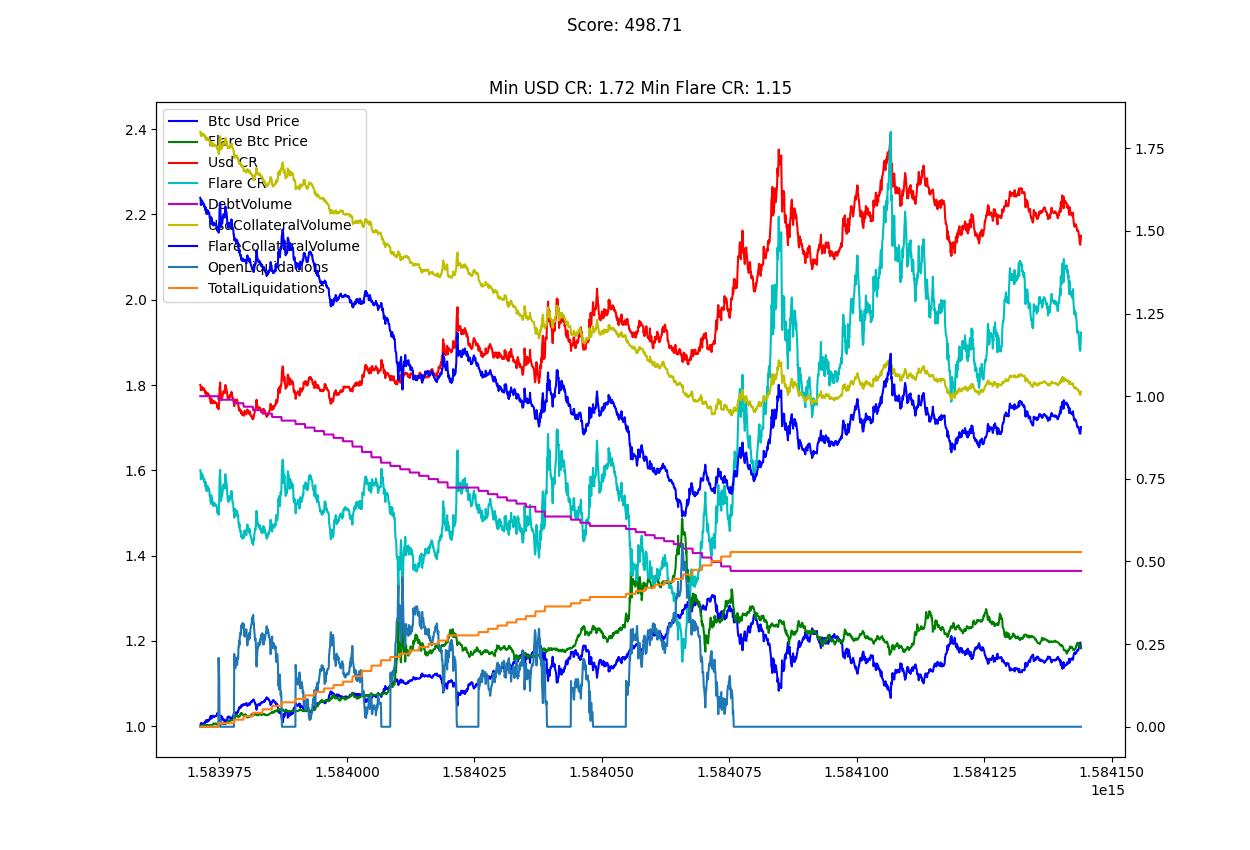 Score: 498.71
Min USD CR: 1.72 Min Flare CR: 1.15
Btc Usd Price
Flare Btc Price
Usd CR
Flare CR
DebtVolume
UsdCollateralVolume
FlareCollateralVolume
OpenLiquidations
TotalLiquidations
2.4
2.2
2.0
1.8
1.6
1.4
1.2
1.0
1.75
1.50
1.25
1.00
0.75
0.50
0.25
0.00
1.583975
1.584000
1.584025
1.584050
1.584075
1.584100
1.584125
1.584150
1e15